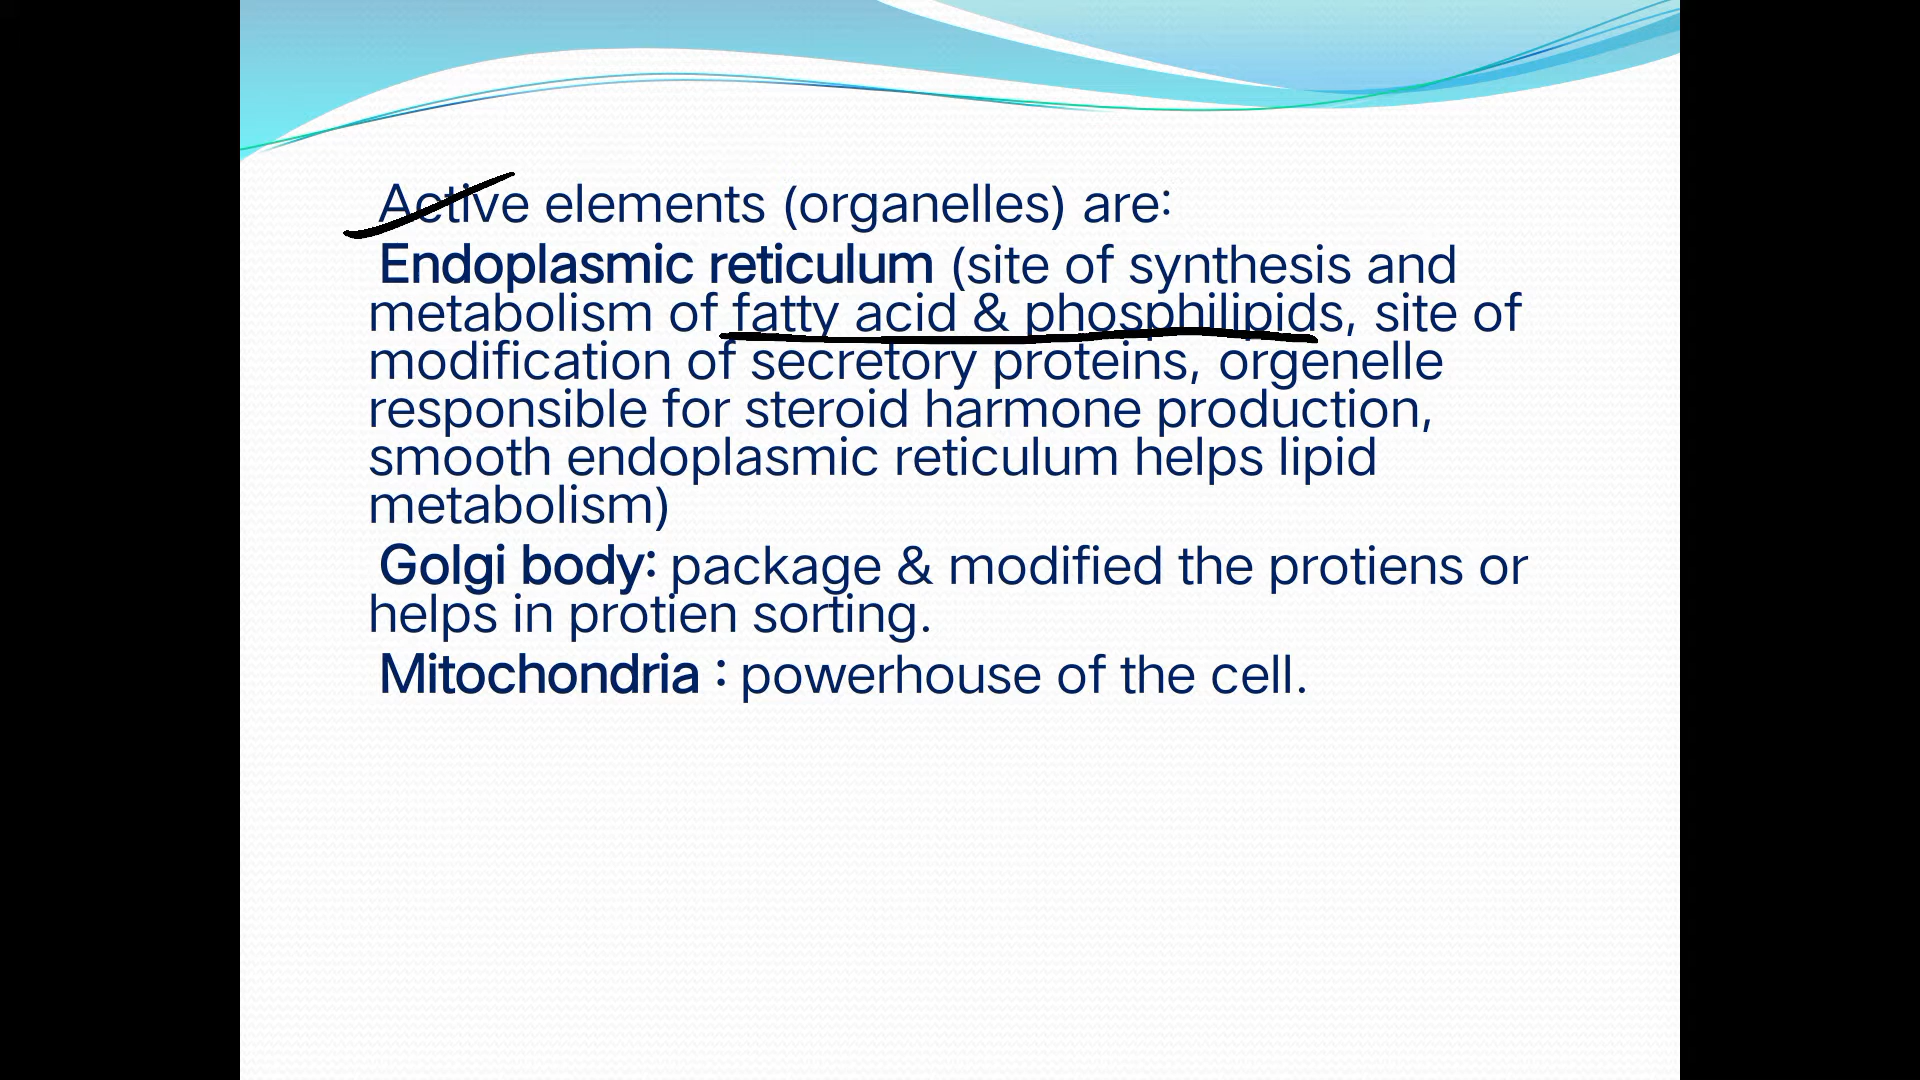 Active elements (organelles) are:
Endoplasmic reticulum (site of synthesis and
metabolism of fatty acid & phosphilipids, site of
modification of secretory proteins, orgenelle
responsible for steroid harmone production,
smooth endoplasmic reticulum helps lipid
metabolism)
Golgi body: package & modified the protiens or
helps in protien sorting.
Mitochondria : powerhouse of the cell.